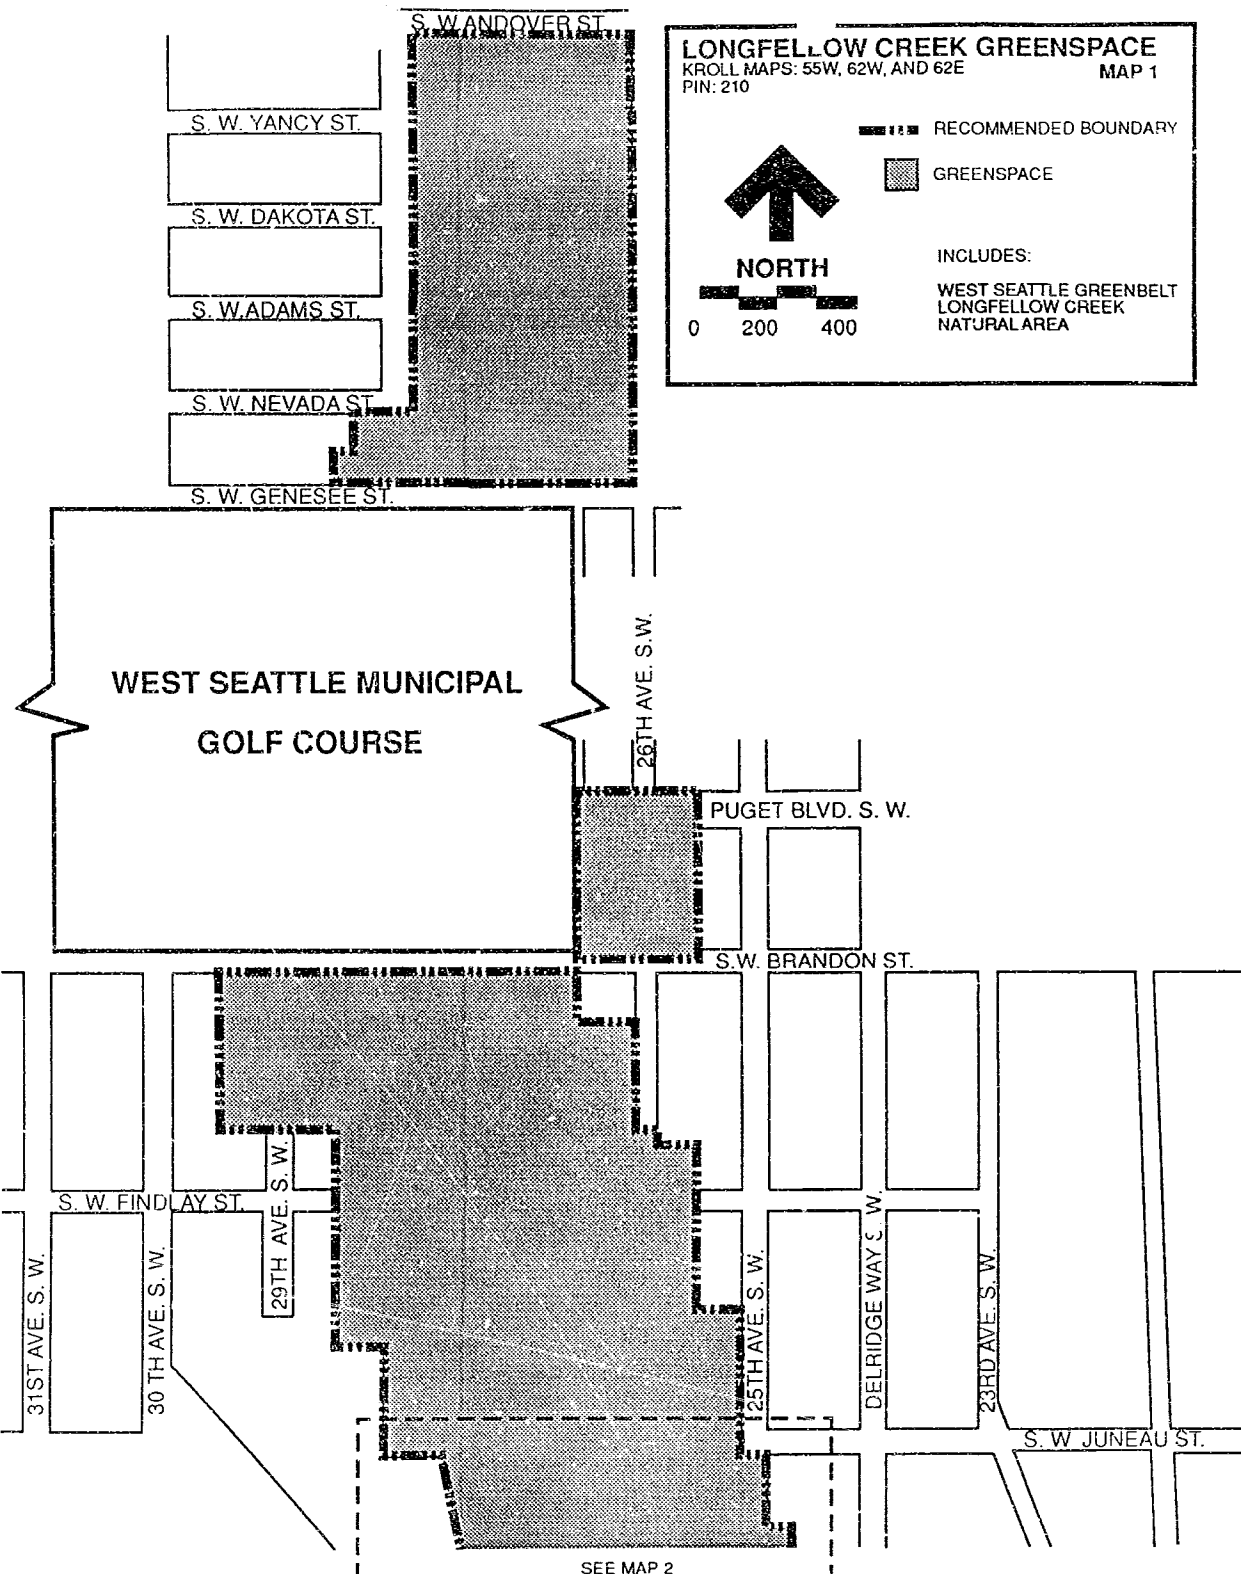 S. W ANDOVER ST.
LONGFELLOW CREEK GREENSPACE
KROLL MAPS: 55W, 62W, AND 62E
MAP 1
PIN: 210
RECOMMENDED BOUNDARY
GREENSPACE
NORTH
0 200 400
INCLUDES:
WEST SEATTLE GREENBELT
LONGFELLOW CREEK
NATURAL AREA
S. W. YANCY ST.
S. W. DAKOTA ST.
S. W. ADAMS ST.
S. W. NEVADA ST.
S. W. GENESEE ST.
WEST SEATTLE MUNICIPAL
GOLF COURSE
26TH AVE. S.W.
PUGET BLVD. S. W.
S.W. BRANDON ST.
S. W. FINDLAY ST.
29TH AVE. S. W.
31ST AVE. S. W.
30 TH AVE. S. W.
25TH AVE. S. W.
DELRIDGE WAY S. W.
23RD AVE. S. W.
S. W JUNEAU ST.
SEE MAP 2